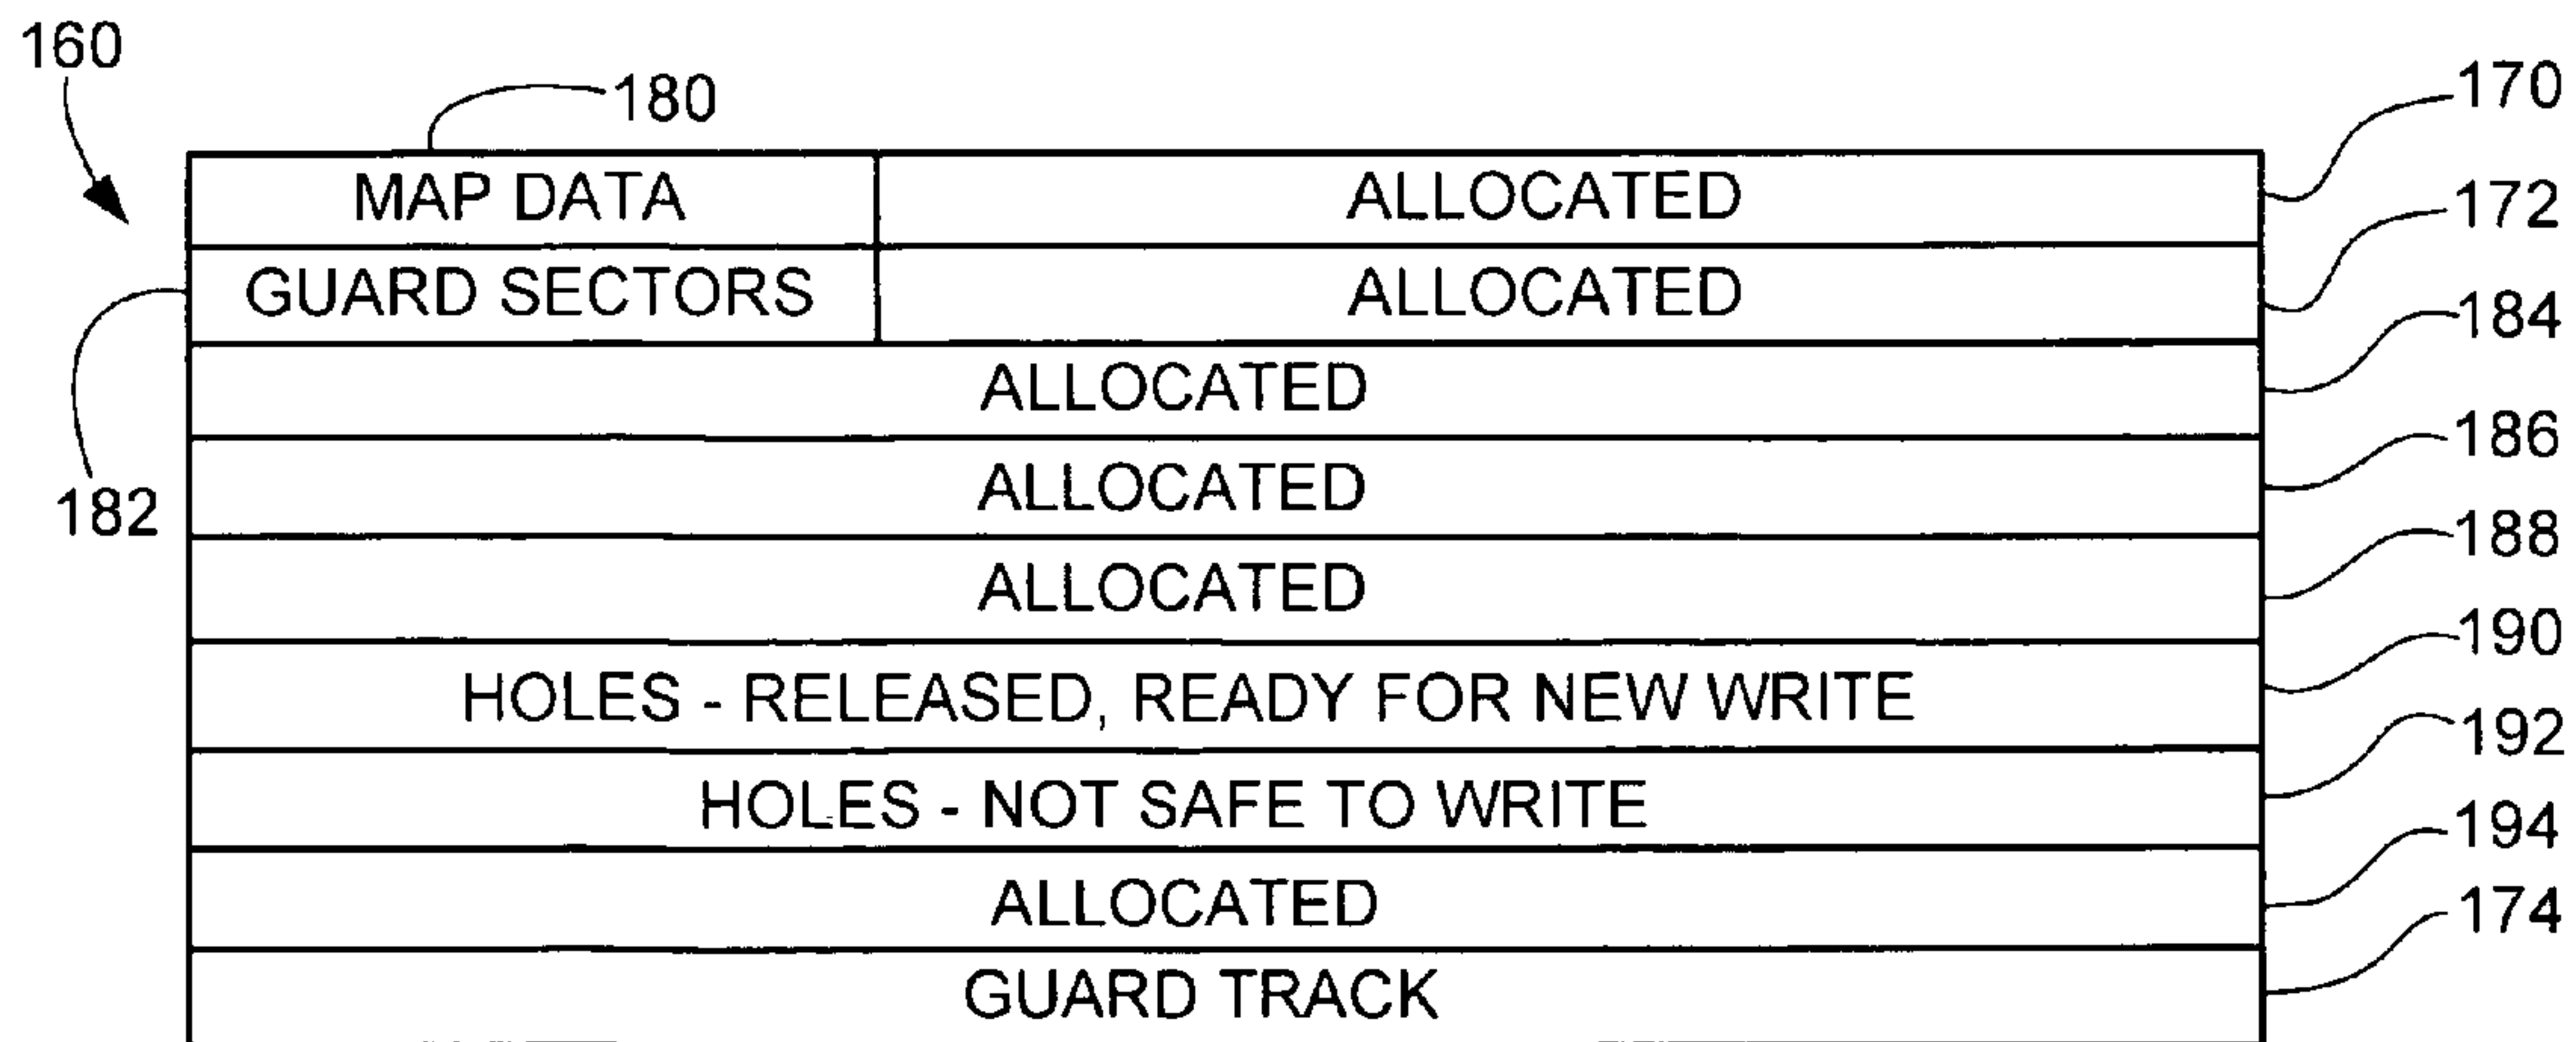 160
180
170
MAP DATA ALLOCATED
172
GUARD SECTORS ALLOCATED
184
ALLOCATED
186
ALLOCATED
182
188
ALLOCATED
190
HOLES - RELEASED, READY FOR NEW WRITE
192
HOLES - NOT SAFE TO WRITE
194
ALLOCATED
174
GUARD TRACK